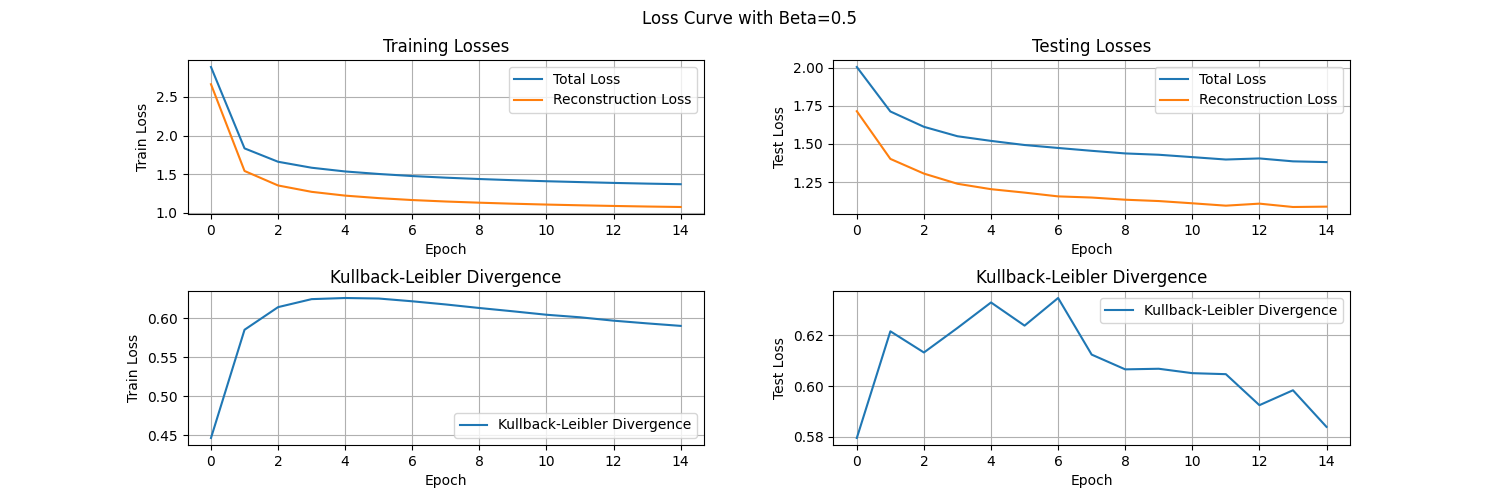 Loss Curve with Beta=0.5
Training Losses
Train Loss
2.5
2.0
1.5
1.0
Total Loss
Reconstruction Loss
0 2 4 6 8 10 12 14
Epoch
Testing Losses
Test Loss
2.00
1.75
1.50
1.25
Total Loss
Reconstruction Loss
0 2 4 6 8 10 12 14
Epoch
Kullback-Leibler Divergence
Train Loss
0.60
0.55
0.50
0.45
Kullback-Leibler Divergence
0 2 4 6 8 10 12 14
Epoch
Kullback-Leibler Divergence
Test Loss
0.62
0.60
0.58
Kullback-Leibler Divergence
0 2 4 6 8 10 12 14
Epoch